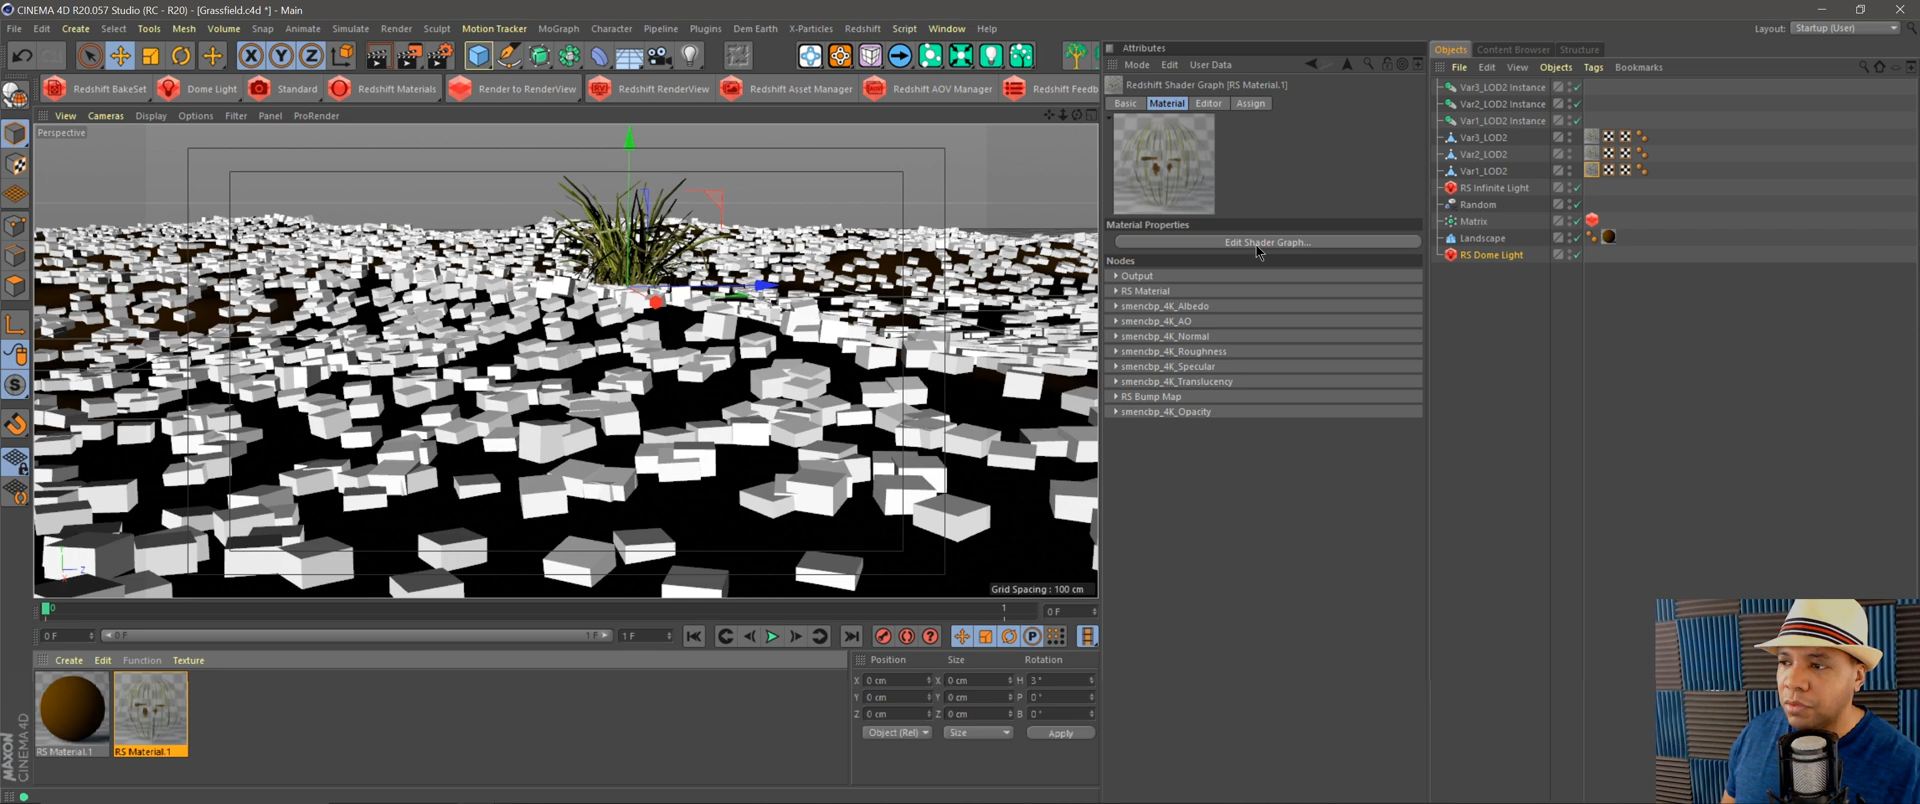 CINEMA 4D R20.057 Studio (RC - R20) - [Grassfield.c4d *] - Main
File Edit Create Select Tools Mesh Volume Snap Animate Simulate Render Sculpt Motion Tracker MoGraph Character Pipeline Plugins Dem Earth X-Particles Redshift Script Window Help
Layout: Startup (User)
X Y Z
Redshift BakeSet Dome Light Standard Redshift Materials Render to RenderView RV Redshift RenderView Redshift Asset Manager Redshift AOV Manager Redshift Feedb
View Cameras Display Options Filter Panel ProRender
Perspective
Grid Spacing : 100 cm
0 1 0 F
0 F 0 F 1 F 1 F
P
Create Edit Function Texture
RS Material.1 RS Material.1
MAXON CINEMA 4D
Position Size Rotation
X 0 cm X 0 cm H 3 °
Y 0 cm Y 0 cm P 0 °
Z 0 cm Z 0 cm B 0 °
Object (Rel) Size Apply
Attributes
Mode Edit User Data
Redshift Shader Graph [RS Material.1]
Basic Material Editor Assign
Material Properties
Edit Shader Graph...
Nodes
Output
RS Material
smencbp_4K_Albedo
smencbp_4K_AO
smencbp_4K_Normal
smencbp_4K_Roughness
smencbp_4K_Specular
smencbp_4K_Translucency
RS Bump Map
smencbp_4K_Opacity
Objects Content Browser Structure
File Edit View Objects Tags Bookmarks
Var3_LOD2 Instance
Var2_LOD2 Instance
Var1_LOD2 Instance
Var3_LOD2
Var2_LOD2
Var1_LOD2
RS Infinite Light
Random
Matrix
Landscape
RS Dome Light